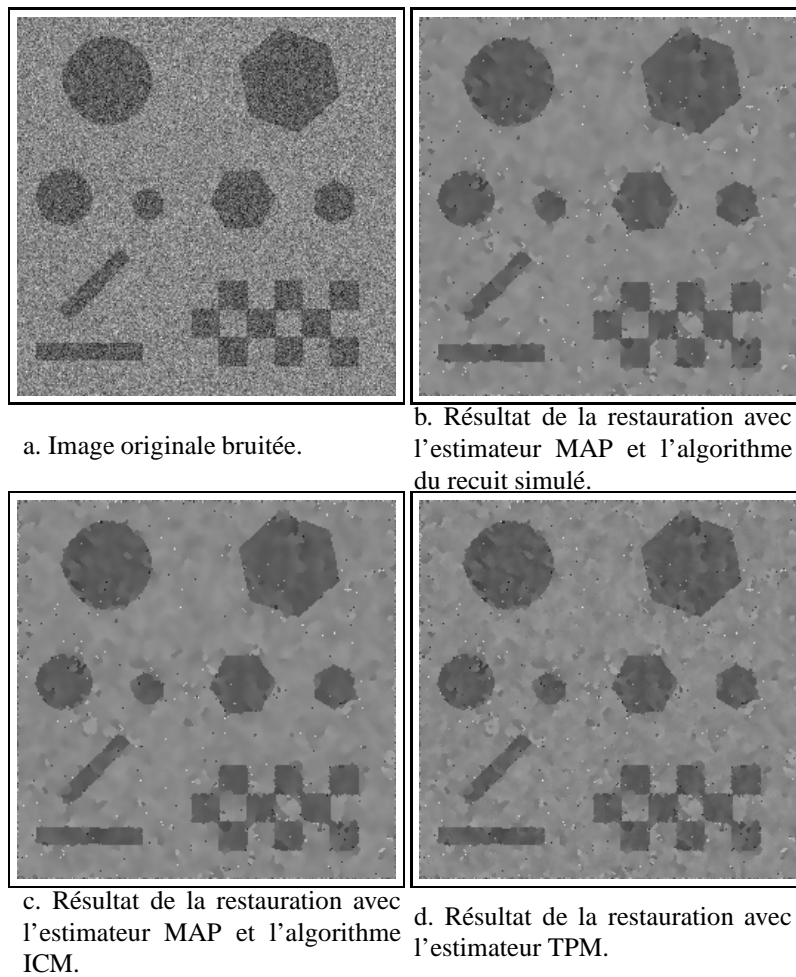 a. Image originale bruitée.
b. Résultat de la restauration avec
l'estimateur MAP et l'algorithme
du recuit simulé.
c. Résultat de la restauration avec
l'estimateur MAP et l'algorithme
ICM.
d. Résultat de la restauration avec
l'estimateur TPM.